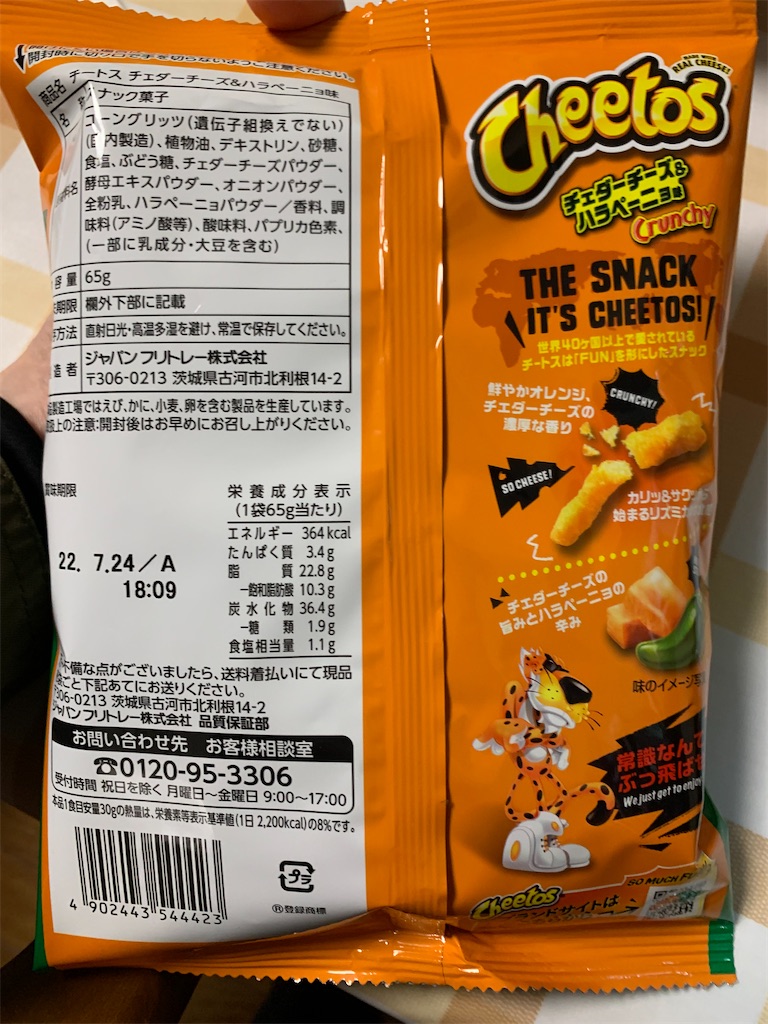 開封時に切り口で手を切らないようご注意ください。
商品名 チートス チェダーチーズ&ハラペーニョ味
名 スナック菓子
コーングリッツ(遺伝子組換えでない)
(国内製造)、植物油、デキストリン、砂糖、
食塩、ぶどう糖、チェダーチーズパウダー、
酵母エキスパウダー、オニオンパウダー、
全粉乳、ハラペーニョパウダー/香料、調
味料(アミノ酸等)、酸味料、パプリカ色素、
(一部に乳成分・大豆を含む)
容量 65g
期限 欄外下部に記載
方法 直射日光・高温多湿を避け、常温で保存してください。
造者 ジャパンフリトレー株式会社
〒306-0213 茨城県古河市北利根14-2
製造工場ではえび、かに、小麦、卵を含む製品を生産しています。
上の注意:開封後はお早めにお召し上がりください。
賞味期限
22. 7.24/A
18:09
栄養成分表示
(1袋65g当たり)
エネルギー 364kcal
たんぱく質 3.4g
脂質 22.8g
―飽和脂肪酸 10.3g
炭水化物 36.4g
―糖類 1.9g
食塩相当量 1.1g
不備な点がございましたら、送料着払いにて現品
ごと下記あてにお送りください。
306-0213 茨城県古河市北利根14-2
ジャパンフリトレー株式会社 品質保証部
お問い合わせ先 お客様相談室
☎0120-95-3306
受付時間 祝日を除く 月曜日～金曜日 9:00～17:00
本品1食目安量30gの熱量は、栄養素等表示基準値(1日2,200kcal)の8%です。
4 902443 544423
プラ
®登録商標
MADE WITH
REAL CHEESE!
Cheetos
チェダーチーズ&
ハラペーニョ味
Crunchy
THE SNACK
IT'S CHEETOS!
世界40ヶ国以上で愛されている
チートスは「FUN」を形にしたスナック
鮮やかオレンジ、
チェダーチーズの
濃厚な香り
CRUNCHY!
SO CHEESE!
カリッ&サクッ
始まるリズミカ
チェダーチーズの
旨みとハラペーニョの
辛み
味のイメージ写
常識なんて
ぶっ飛ばせ
We just get to enjoy
SO MUCH F
Cheetos
ランドサイトは